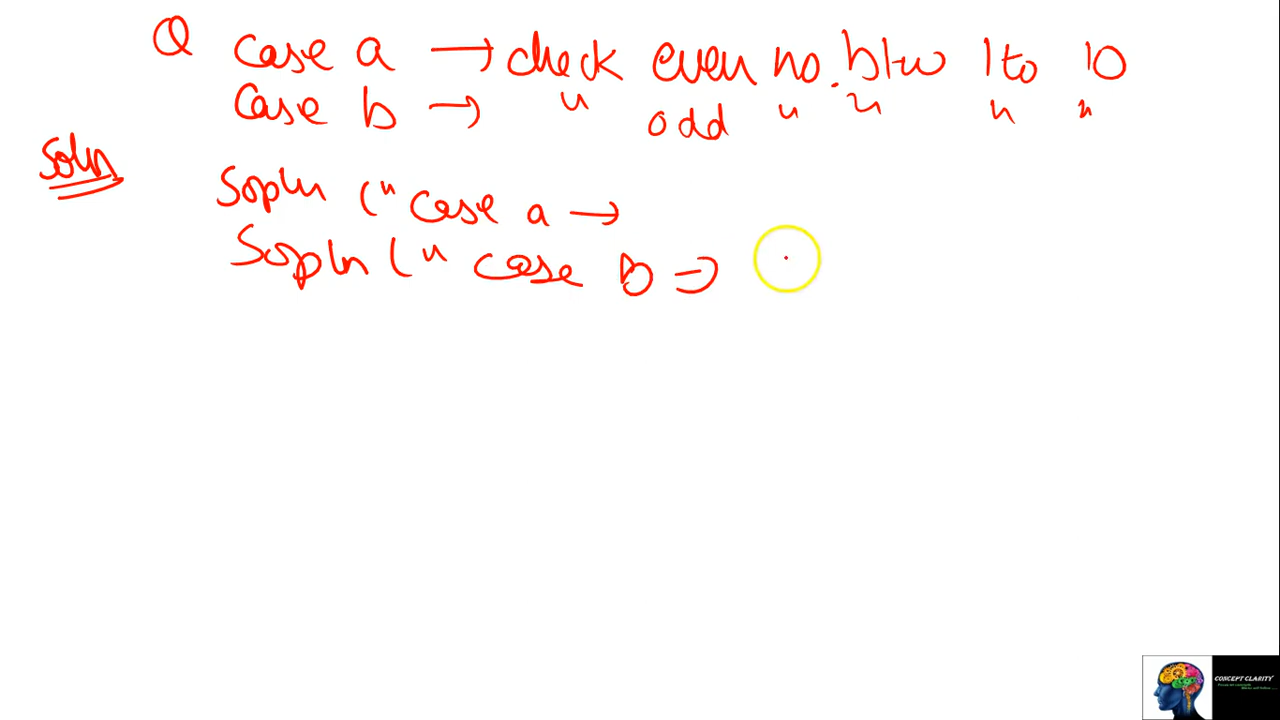 Q case a → check even no. b/w 1 to 10
case b → " odd " " " "
Soln
Sopln (" case a →
Sopln (" case b →
CONCEPT CLARITY